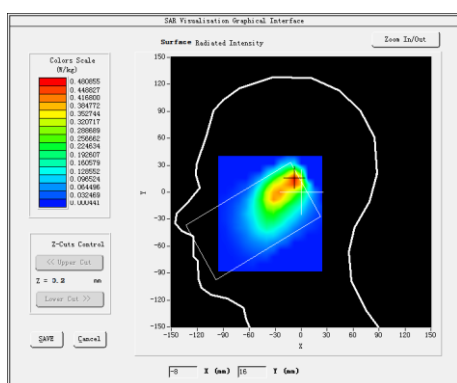 SAR Visualisation Graphical Interface
Surface Radiated Intensity
Zoom In/Out
Colors Scale
(W/kg)
0.480855
0.448827
0.416800
0.384772
0.352744
0.320717
0.288689
0.256662
0.224634
0.192607
0.160579
0.128552
0.096524
0.064496
0.032469
0.000441
Z-Cuts Control
<< Upper Cut
Z = 3.2 mm
Lower Cut >>
SAVE Cancel
150
120
90
60
30
Y 0
-30
-60
-90
-120
-150
-150 -120 -90 -60 -30 0 30 60 90 120 150
X
-8 X (mm) 16 Y (mm)